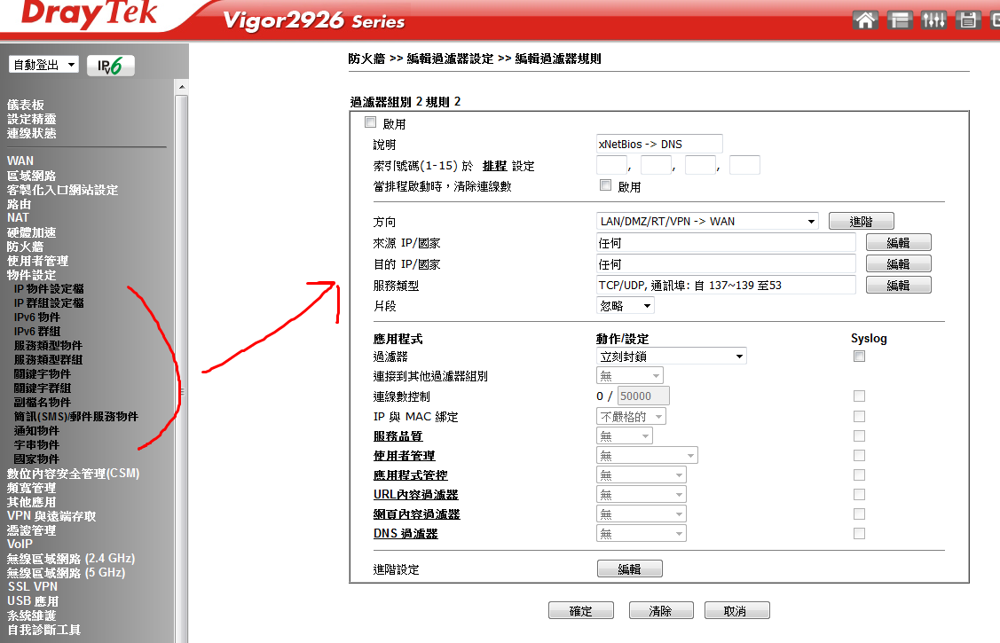 DrayTek
Vigor2926 Series
自動登出
IPv6
儀表板
設定精靈
連線狀態
WAN
區域網路
客製化入口網站設定
路由
NAT
硬體加速
防火牆
使用者管理
物件設定
IP 物件設定檔
IP 群組設定檔
IPv6 物件
IPv6 群組
服務類型物件
服務類型群組
關鍵字物件
關鍵字群組
副檔名物件
簡訊(SMS)/郵件服務物件
通知物件
字串物件
國家物件
數位內容安全管理(CSM)
頻寬管理
其他應用
VPN 與遠端存取
憑證管理
VoIP
無線區域網路 (2.4 GHz)
無線區域網路 (5 GHz)
SSL VPN
USB 應用
系統維護
自我診斷工具
防火牆 >> 編輯過濾器設定 >> 編輯過濾器規則
過濾器組別 2 規則 2
啟用
說明 xNetBios -> DNS
索引號碼(1-15) 於 排程 設定 , , ,
當排程啟動時，清除連線數 啟用
方向 LAN/DMZ/RT/VPN -> WAN 進階
來源 IP/國家 任何 編輯
目的 IP/國家 任何 編輯
服務類型 TCP/UDP, 通訊埠: 自 137~139 至53 編輯
片段 忽略
應用程式 動作/設定 Syslog
過濾器 立刻封鎖
連接到其他過濾器組別 無
連線數控制 0 / 50000
IP 與 MAC 綁定 不嚴格的
服務品質 無
使用者管理 無
應用程式管控 無
URL內容過濾器 無
網頁內容過濾器 無
DNS 過濾器 無
進階設定 編輯
確定 清除 取消